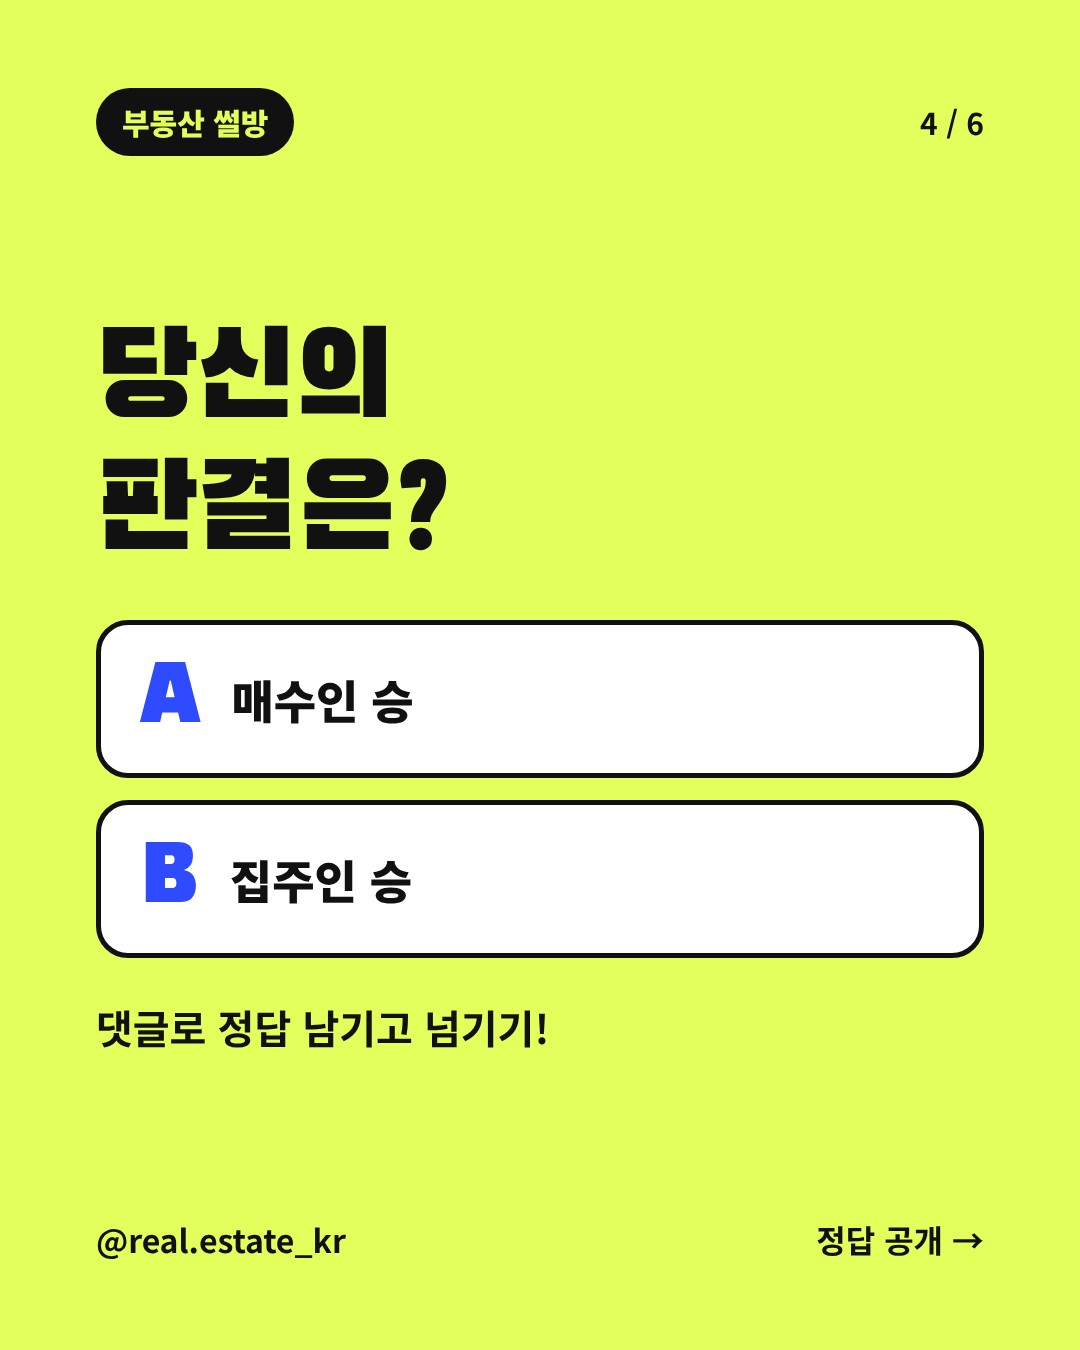 부동산 썰방
4 / 6
당신의
판결은?
A 매수인 승
B 집주인 승
댓글로 정답 남기고 넘기기!
@real.estate_kr
정답 공개 →